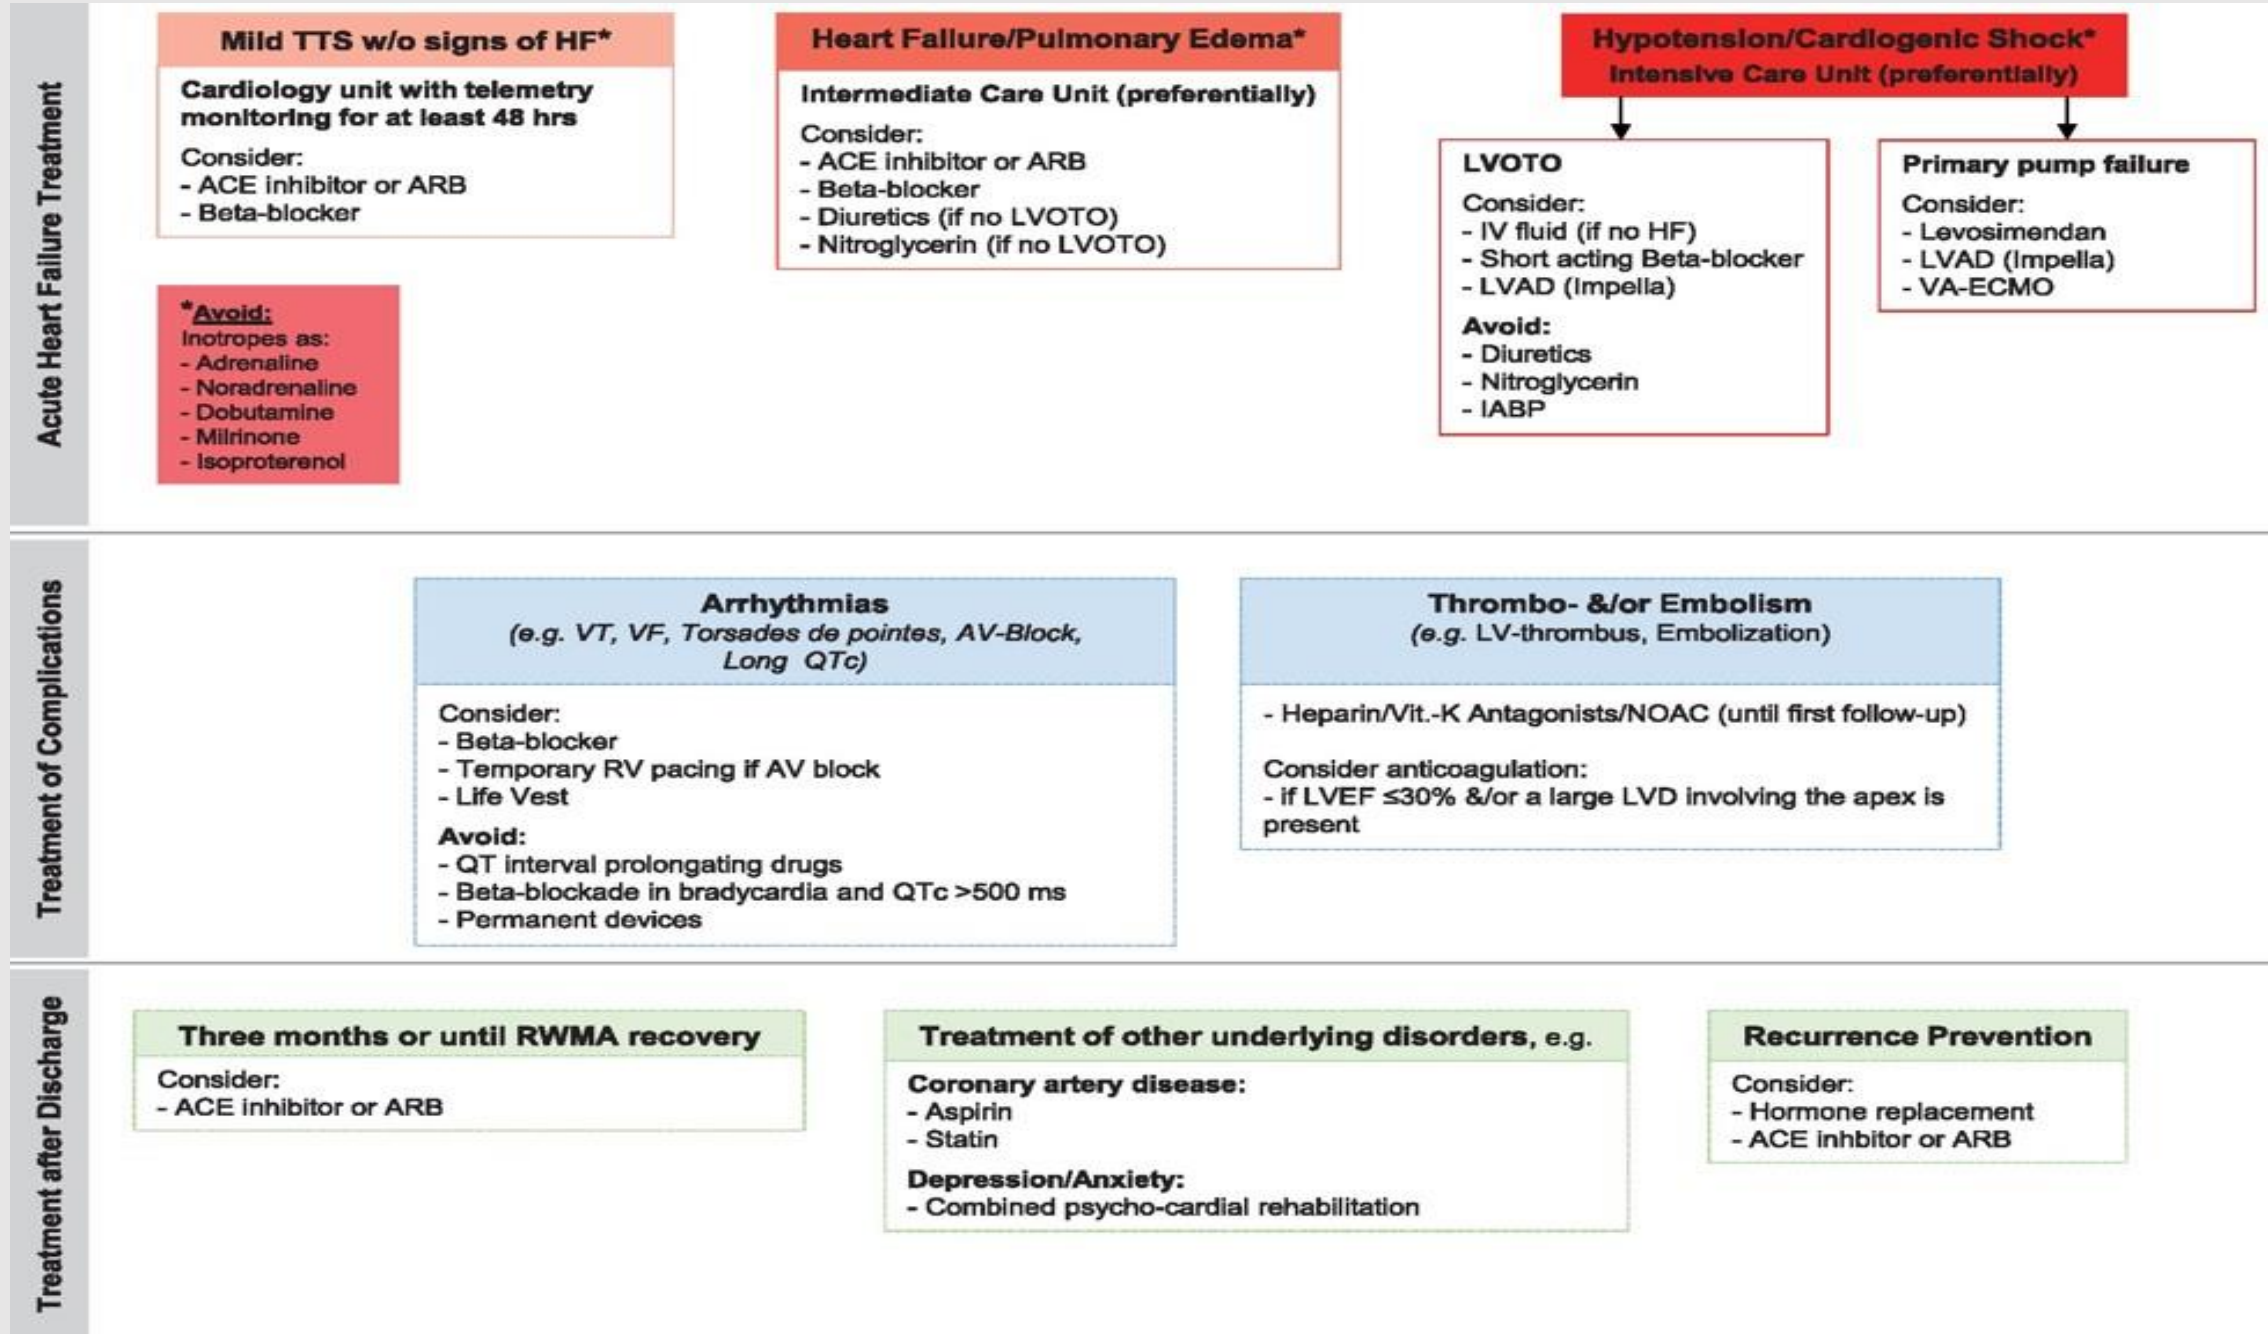 Acute Heart Failure Treatment
Mild TTS w/o signs of HF*
Cardiology unit with telemetry
monitoring for at least 48 hrs
Consider:
- ACE inhibitor or ARB
- Beta-blocker
*Avoid:
Inotropes as:
- Adrenaline
- Noradrenaline
- Dobutamine
- Milrinone
- Isoproterenol
Heart Failure/Pulmonary Edema*
Intermediate Care Unit (preferentially)
Consider:
- ACE inhibitor or ARB
- Beta-blocker
- Diuretics (if no LVOTO)
- Nitroglycerin (if no LVOTO)
Hypotension/Cardiogenic Shock*
Intensive Care Unit (preferentially)
LVOTO
Consider:
- IV fluid (if no HF)
- Short acting Beta-blocker
- LVAD (Impella)
Avoid:
- Diuretics
- Nitroglycerin
- IABP
Primary pump failure
Consider:
- Levosimendan
- LVAD (Impella)
- VA-ECMO
Treatment of Complications
Arrhythmias
(e.g. VT, VF, Torsades de pointes, AV-Block,
Long QTc)
Consider:
- Beta-blocker
- Temporary RV pacing if AV block
- Life Vest
Avoid:
- QT interval prolongating drugs
- Beta-blockade in bradycardia and QTc >500 ms
- Permanent devices
Thrombo- &/or Embolism
(e.g. LV-thrombus, Embolization)
- Heparin/Vit.-K Antagonists/NOAC (until first follow-up)
Consider anticoagulation:
- if LVEF ≤30% &/or a large LVD involving the apex is
present
Treatment after Discharge
Three months or until RWMA recovery
Consider:
- ACE inhibitor or ARB
Treatment of other underlying disorders, e.g.
Coronary artery disease:
- Aspirin
- Statin
Depression/Anxiety:
- Combined psycho-cardial rehabilitation
Recurrence Prevention
Consider:
- Hormone replacement
- ACE inhbitor or ARB